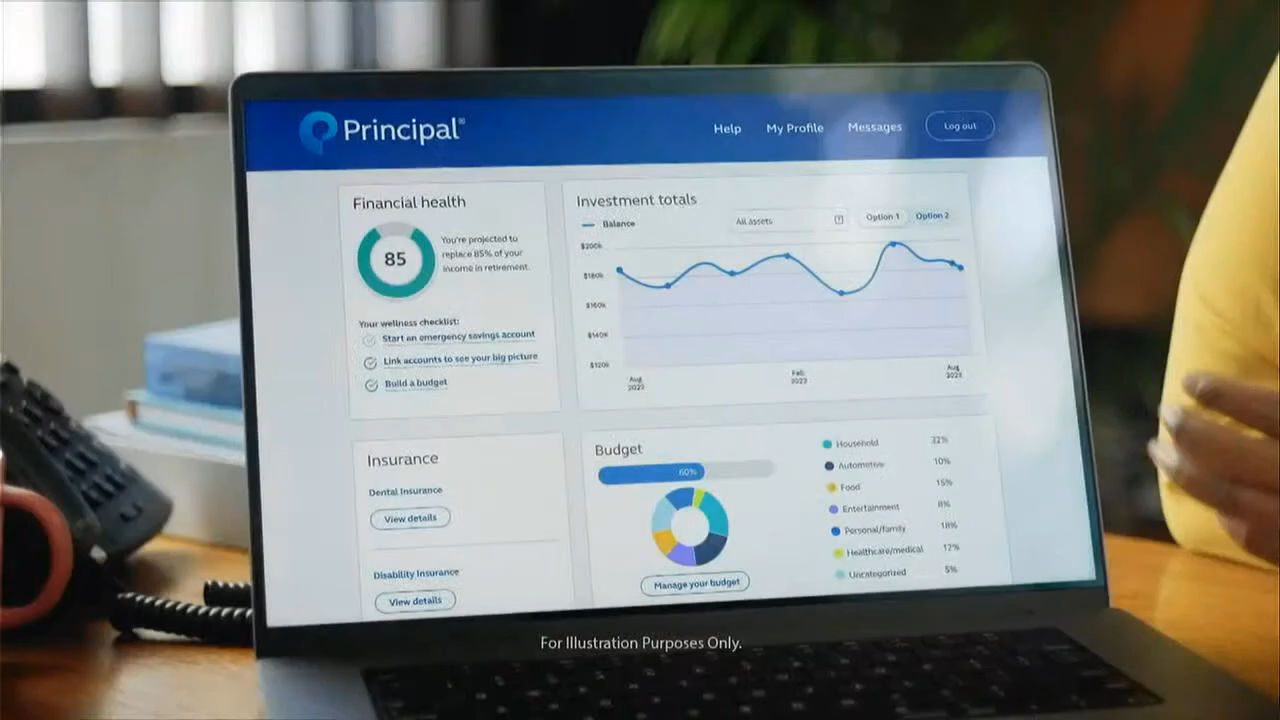 Principal®
Help
My Profile
Messages
Log out
Financial health
85
You're projected to
replace 85% of your
income in retirement.
Your wellness checklist:
Start an emergency savings account
Link accounts to see your big picture
Build a budget
Investment totals
Balance
All assets
Option 1
Option 2
$200k
$180k
$160k
$140k
$120k
Aug
2022
Feb
2023
Aug
2023
Insurance
Dental Insurance
View details
Disability Insurance
View details
Budget
60%
Manage your budget
Household 32%
Automotive 10%
Food 15%
Entertainment 8%
Personal/family 18%
Healthcare/medical 12%
Uncategorized 5%
For Illustration Purposes Only.